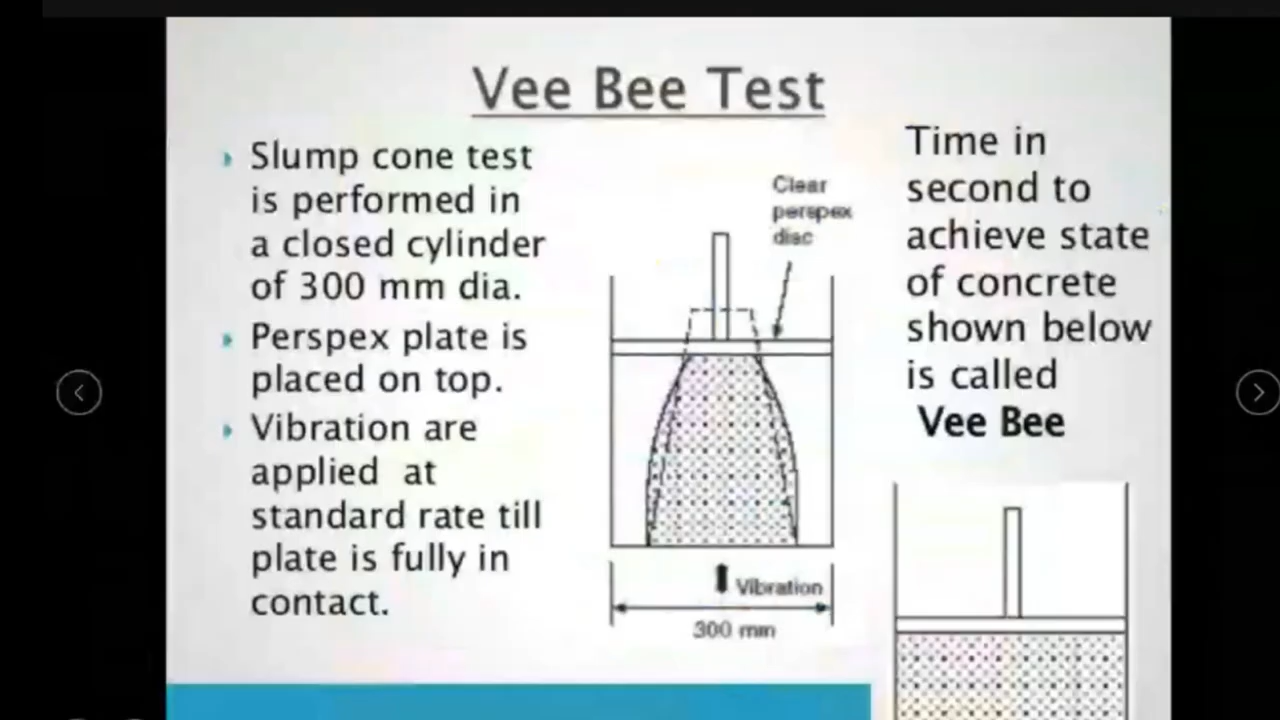 Vee Bee Test
Slump cone test
is performed in
a closed cylinder
of 300 mm dia.
Perspex plate is
placed on top.
Vibration are
applied at
standard rate till
plate is fully in
contact.
Clear
perspex
disc
Vibration
300 mm
Time in
second to
achieve state
of concrete
shown below
is called
Vee Bee